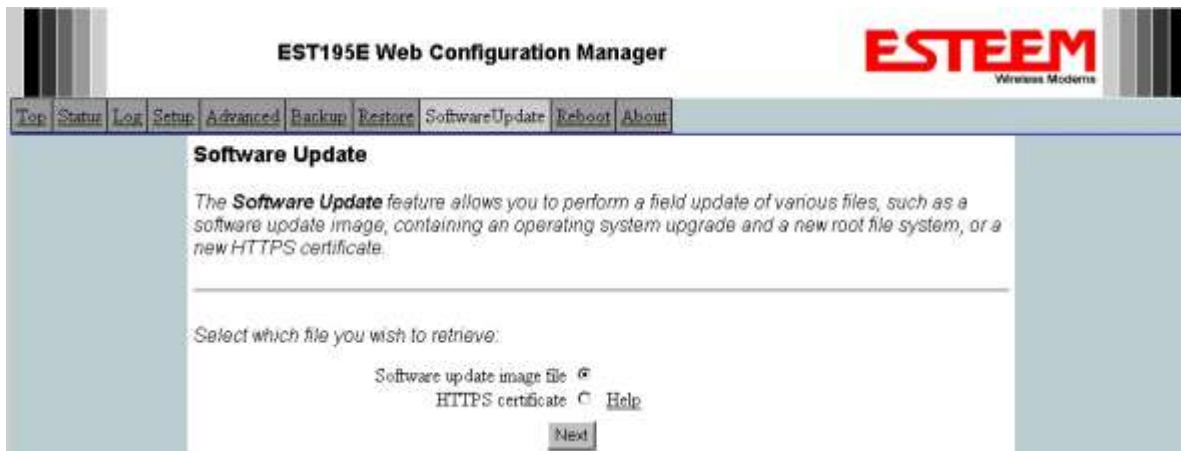 EST195E Web Configuration Manager
ESTEEM
Wireless Modems
Top Status Log Setup Advanced Backup Restore SoftwareUpdate Reboot About
Software Update
The Software Update feature allows you to perform a field update of various files, such as a
software update image, containing an operating system upgrade and a new root file system, or a
new HTTPS certificate.
Select which file you wish to retrieve:
Software update image file
HTTPS certificate Help
Next